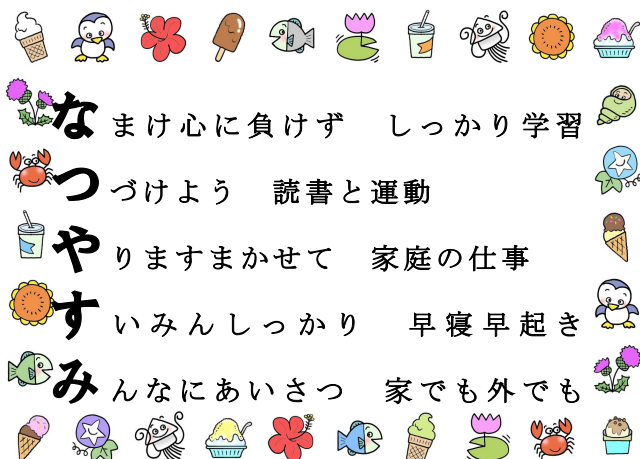 なまけ心に負けず　しっかり学習
つづけよう　読書と運動
やりますまかせて　家庭の仕事
すいみんしっかり　早寝早起き
みんなにあいさつ　家でも外でも